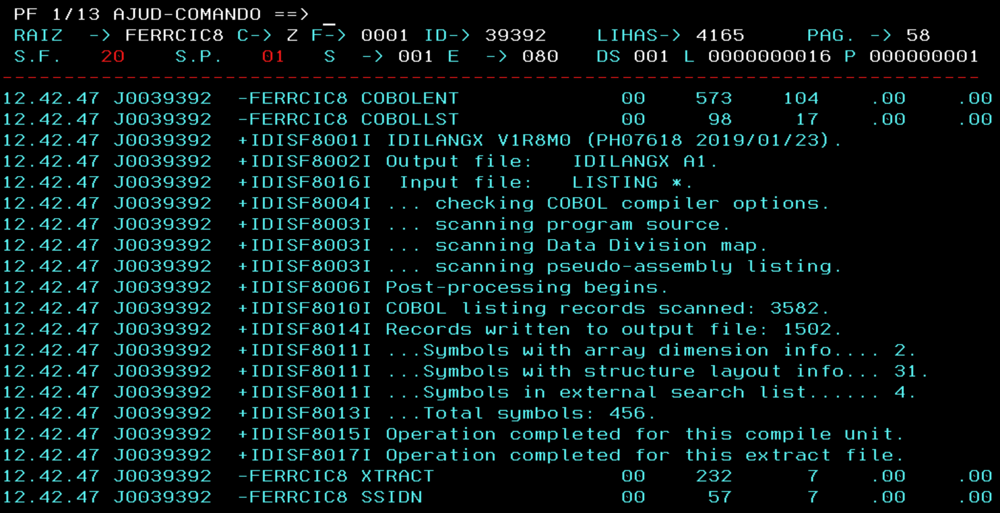 PF 1/13 AJUD-COMANDO ==> _
RAIZ -> FERRCIC8 C-> Z F-> 0001 ID-> 39392 LIHAS-> 4165 PAG. -> 58
S.F. 20 S.P. 01 S -> 001 E -> 080 DS 001 L 0000000016 P 000000001
-------------------------------------------------------------------------------
12.42.47 J0039392 -FERRCIC8 COBOLENT 00 573 104 .00 .00
12.42.47 J0039392 -FERRCIC8 COBOLLST 00 98 17 .00 .00
12.42.47 J0039392 +IDISF8001I IDILANGX V1R8M0 (PH07618 2019/01/23).
12.42.47 J0039392 +IDISF8002I Output file: IDILANGX A1.
12.42.47 J0039392 +IDISF8016I Input file: LISTING *.
12.42.47 J0039392 +IDISF8004I ... checking COBOL compiler options.
12.42.47 J0039392 +IDISF8003I ... scanning program source.
12.42.47 J0039392 +IDISF8003I ... scanning Data Division map.
12.42.47 J0039392 +IDISF8003I ... scanning pseudo-assembly listing.
12.42.47 J0039392 +IDISF8006I Post-processing begins.
12.42.47 J0039392 +IDISF8010I COBOL listing records scanned: 3582.
12.42.47 J0039392 +IDISF8014I Records written to output file: 1502.
12.42.47 J0039392 +IDISF8011I ...Symbols with array dimension info.... 2.
12.42.47 J0039392 +IDISF8011I ...Symbols with structure layout info... 31.
12.42.47 J0039392 +IDISF8011I ...Symbols in external search list...... 4.
12.42.47 J0039392 +IDISF8013I ...Total symbols: 456.
12.42.47 J0039392 +IDISF8015I Operation completed for this compile unit.
12.42.47 J0039392 +IDISF8017I Operation completed for this extract file.
12.42.47 J0039392 -FERRCIC8 XTRACT 00 232 7 .00 .00
12.42.47 J0039392 -FERRCIC8 SSIDN 00 57 7 .00 .00